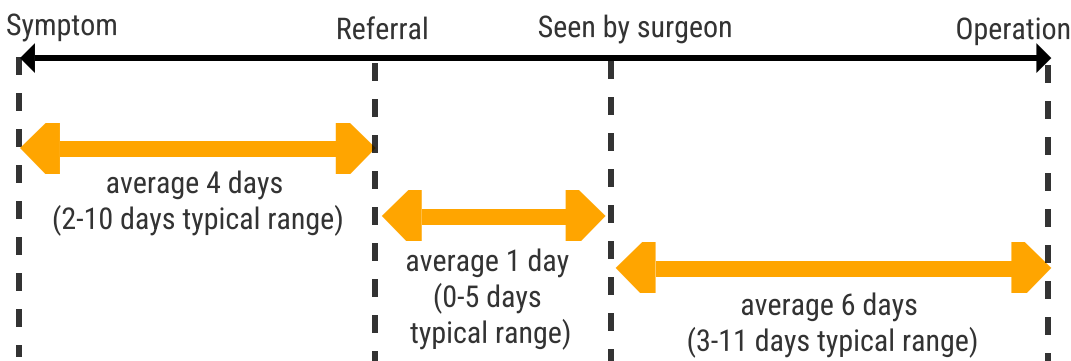 Symptom
Referral
Seen by surgeon
Operation
average 4 days
(2-10 days typical range)
average 1 day
(0-5 days
typical range)
average 6 days
(3-11 days typical range)